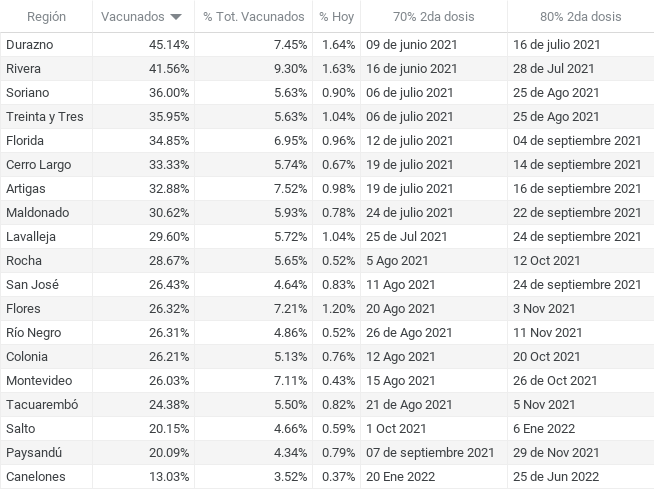 Región Vacunados % Tot. Vacunados % Hoy 70% 2da dosis 80% 2da dosis
Durazno 45.14% 7.45% 1.64% 09 de junio 2021 16 de julio 2021
Rivera 41.56% 9.30% 1.63% 16 de junio 2021 28 de Jul 2021
Soriano 36.00% 5.63% 0.90% 06 de julio 2021 25 de Ago 2021
Treinta y Tres 35.95% 5.63% 1.04% 06 de julio 2021 25 de Ago 2021
Florida 34.85% 6.95% 0.96% 12 de julio 2021 04 de septiembre 2021
Cerro Largo 33.33% 5.74% 0.67% 19 de julio 2021 14 de septiembre 2021
Artigas 32.88% 7.52% 0.98% 19 de julio 2021 16 de septiembre 2021
Maldonado 30.62% 5.93% 0.78% 24 de julio 2021 22 de septiembre 2021
Lavalleja 29.60% 5.72% 1.04% 25 de Jul 2021 24 de septiembre 2021
Rocha 28.67% 5.65% 0.52% 5 Ago 2021 12 Oct 2021
San José 26.43% 4.64% 0.83% 11 Ago 2021 24 de septiembre 2021
Flores 26.32% 7.21% 1.20% 20 Ago 2021 3 Nov 2021
Río Negro 26.31% 4.86% 0.52% 26 de Ago 2021 11 Nov 2021
Colonia 26.21% 5.13% 0.76% 12 Ago 2021 20 Oct 2021
Montevideo 26.03% 7.11% 0.43% 15 Ago 2021 26 de Oct 2021
Tacuarembó 24.38% 5.50% 0.82% 21 de Ago 2021 5 Nov 2021
Salto 20.15% 4.66% 0.59% 1 Oct 2021 6 Ene 2022
Paysandú 20.09% 4.34% 0.79% 07 de septiembre 2021 29 de Nov 2021
Canelones 13.03% 3.52% 0.37% 20 Ene 2022 25 de Jun 2022